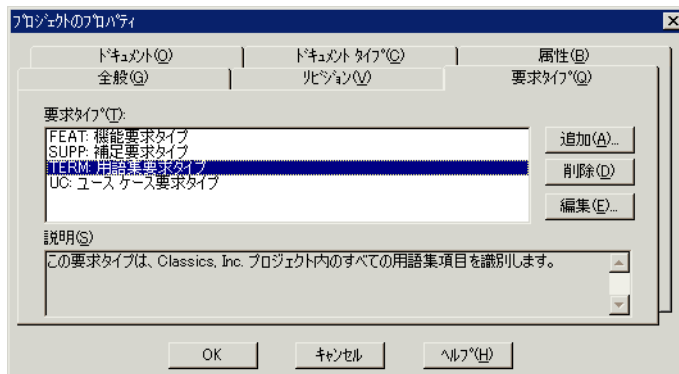 ﾌﾟﾛｼﾞｪｸﾄのﾌﾟﾛﾊﾟﾃｨ
ﾄﾞｷｭﾒﾝﾄ(O) ﾄﾞｷｭﾒﾝﾄ ﾀｲﾌﾟ(C) 属性(B)
全般(G) ﾘﾋﾞｼﾞｮﾝ(V) 要求ﾀｲﾌﾟ(Q)
要求ﾀｲﾌﾟ(T):
FEAT: 機能要求タイプ
追加(A)...
SUPP: 補足要求タイプ
TERM: 用語集要求タイプ
削除(D)
UC: ユース ケース要求タイプ
編集(E)...
説明(S)
この要求タイプは、Classics, Inc. プロジェクト内のすべての用語集項目を識別します。
OK ｷｬﾝｾﾙ ﾍﾙﾌﾟ(H)